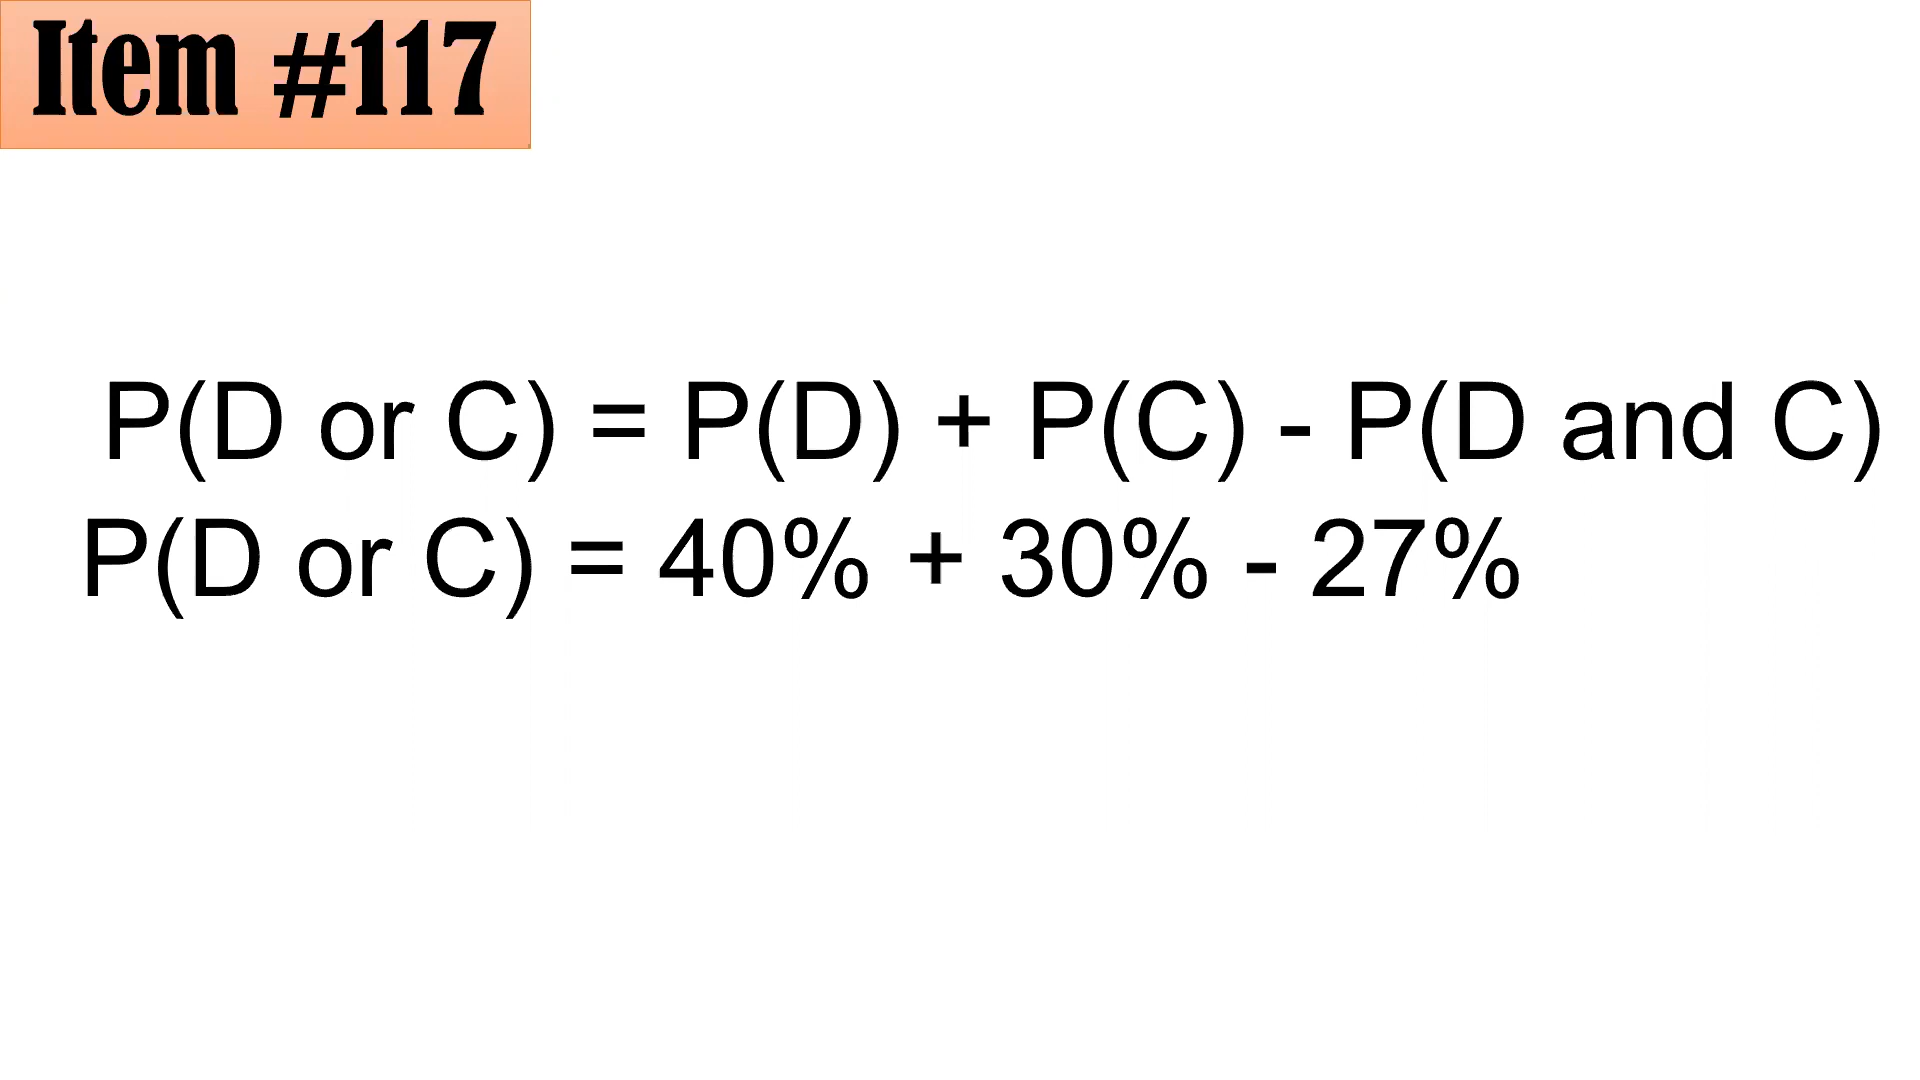 Item #117
P(D or C) = P(D) + P(C) - P(D and C)
P(D or C) = 40% + 30% - 27%